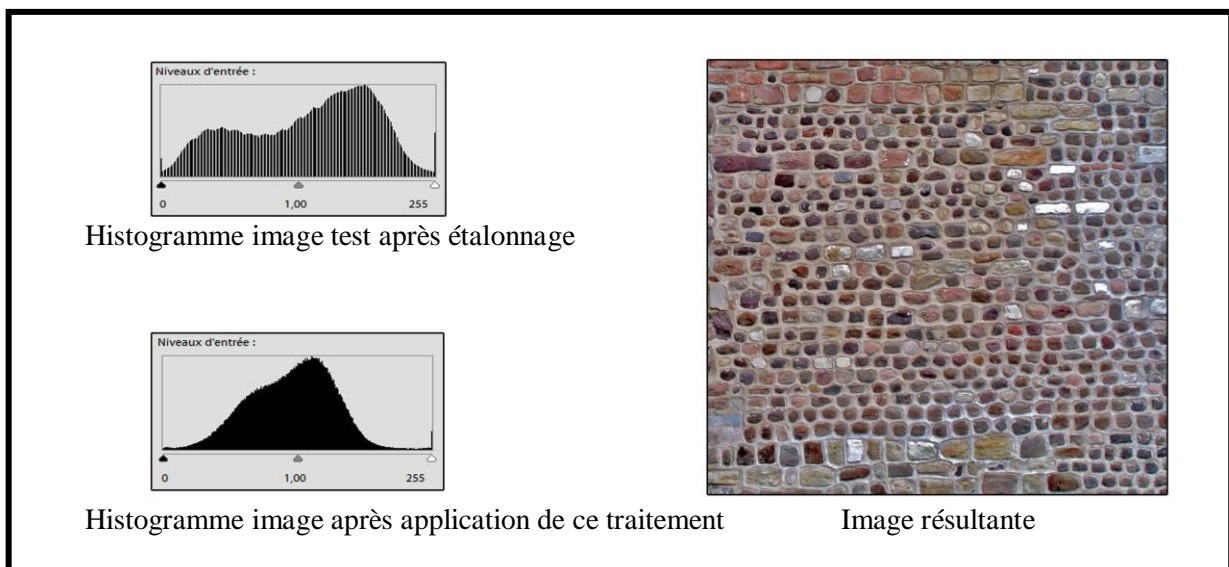 Niveaux d'entrée :
0 1,00 255
Histogramme image test après étalonnage
Niveaux d'entrée :
0 1,00 255
Histogramme image après application de ce traitement
Image résultante